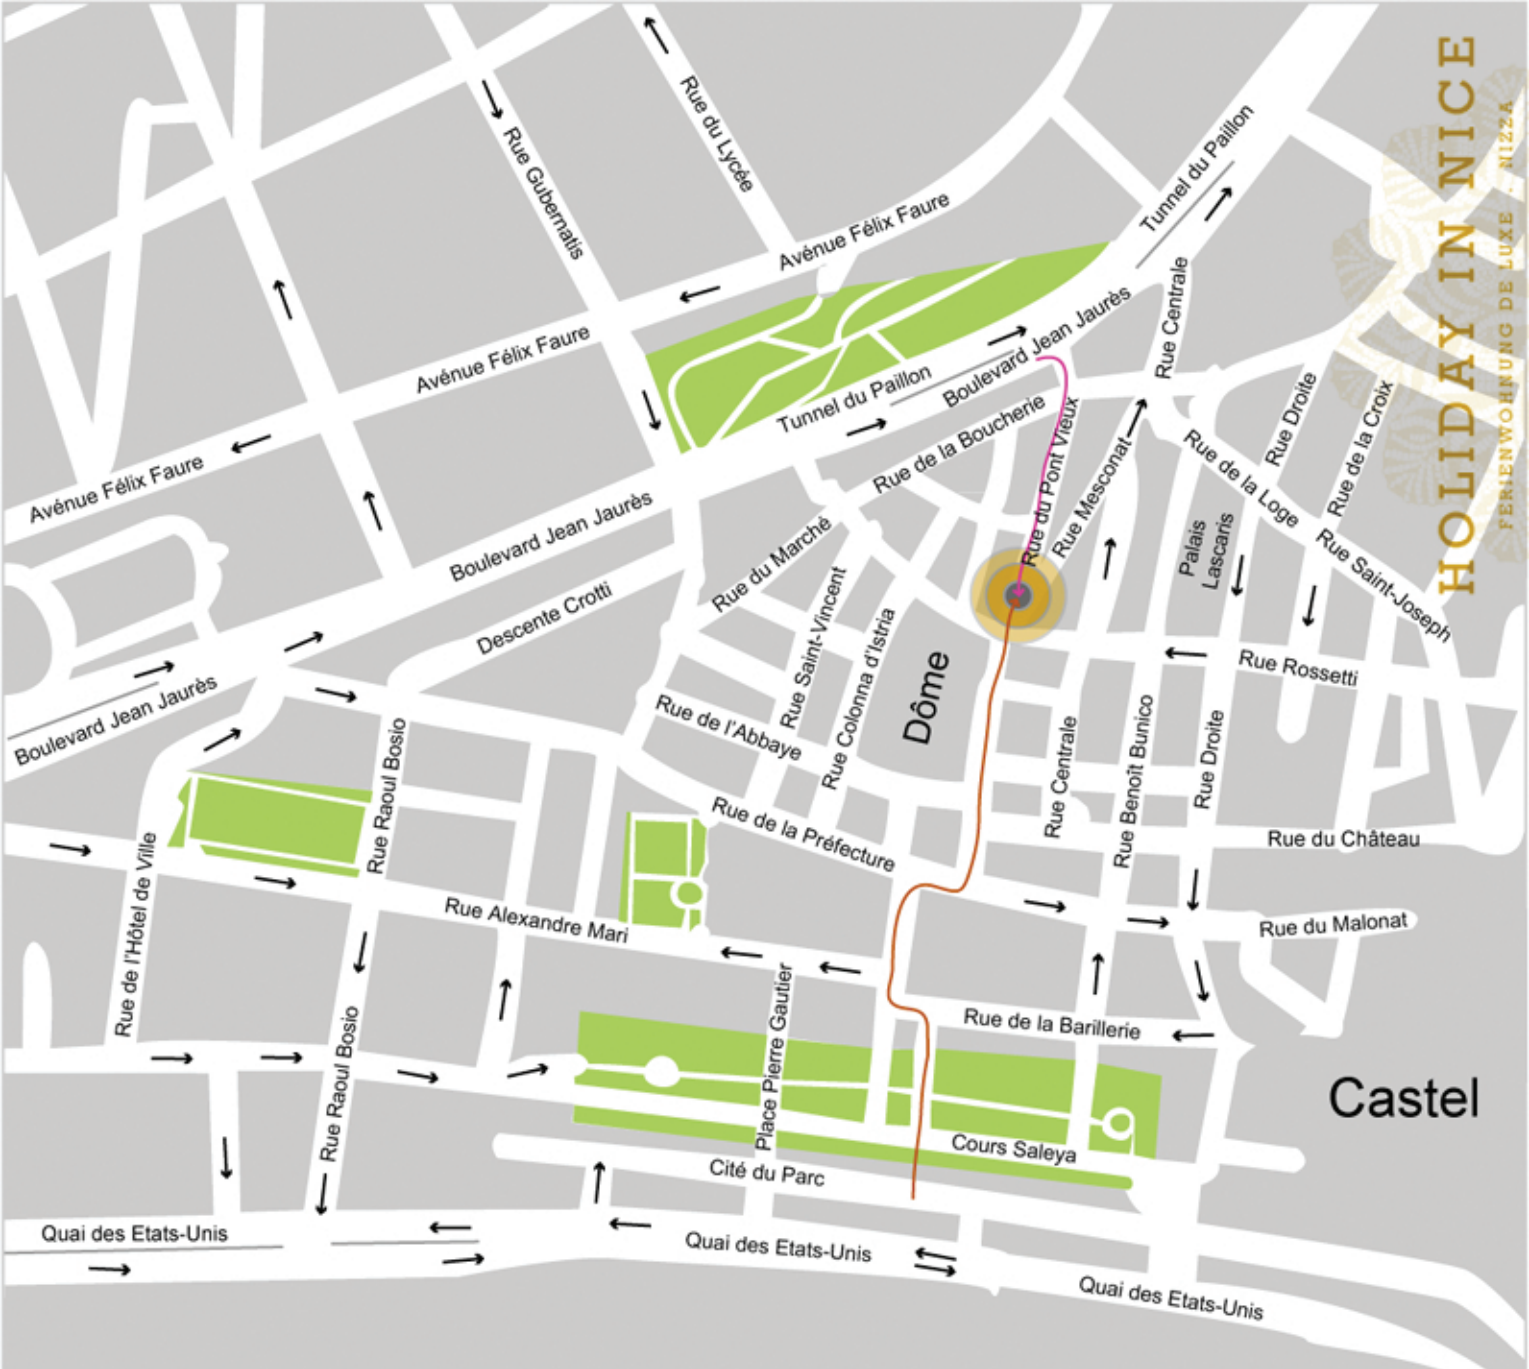 Rue du Lycée
Rue Gubernatis
Tunnel du Paillon
Avénue Félix Faure
HOLIDAY IN NICE
FERIENWOHNUNG DE LUXE . NIZZA
Rue Centrale
Boulevard Jean Jaurès
Avénue Félix Faure
Tunnel du Paillon
Rue de la Boucherie
Rue du Pont Vieux
Rue Mesconat
Rue Droite
Rue de la Croix
Rue de la Loge
Avénue Félix Faure
Boulevard Jean Jaurès
Rue du Marché
Palais
Lascaris
Rue Saint-Joseph
Descente Crotti
Rue Saint-Vincent
Rue Colonna d'Istria
Rue Rossetti
Dôme
Boulevard Jean Jaurès
Rue de l'Abbaye
Rue Raoul Bosio
Rue Centrale
Rue Benoît Bunico
Rue Droite
Rue de la Préfecture
Rue du Château
Rue de l'Hôtel de Ville
Rue Alexandre Mari
Rue du Malonat
Place Pierre Gautier
Rue de la Barillerie
Rue Raoul Bosio
Castel
Cours Saleya
Cité du Parc
Quai des Etats-Unis
Quai des Etats-Unis
Quai des Etats-Unis